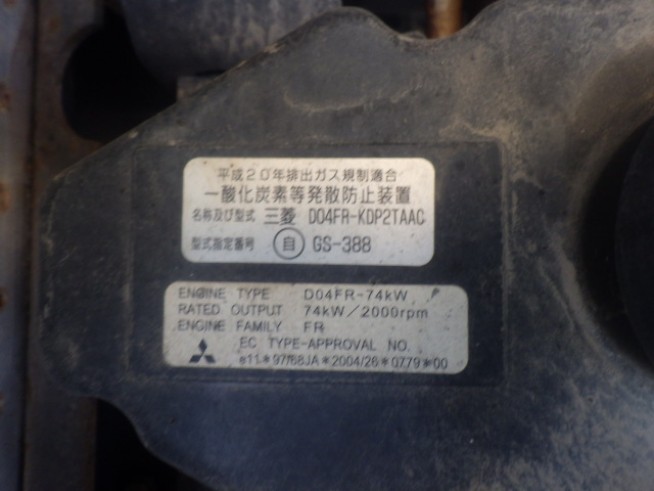 平成20年排出ガス規制適合
一酸化炭素等発散防止装置
名称及び型式 三菱 D04FR-KDP2TAAC
型式指定番号 自 GS-388
ENGINE TYPE D04FR-74kW
RATED OUTPUT 74kW/2000rpm
ENGINE FAMILY FR
EC TYPE-APPROVAL NO.
e11*97/68JA*2004/26*0779*00